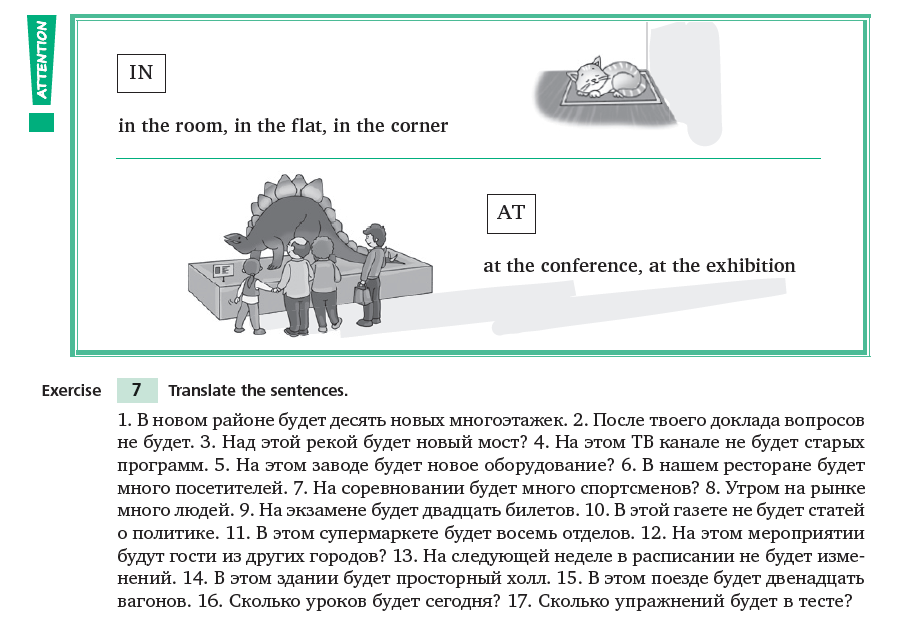 ATTENTION
IN
in the room, in the flat, in the corner
AT
at the conference, at the exhibition
Exercise 7 Translate the sentences.
1. В новом районе будет десять новых многоэтажек. 2. После твоего доклада вопросов
не будет. 3. Над этой рекой будет новый мост? 4. На этом ТВ канале не будет старых
программ. 5. На этом заводе будет новое оборудование? 6. В нашем ресторане будет
много посетителей. 7. На соревновании будет много спортсменов? 8. Утром на рынке
много людей. 9. На экзамене будет двадцать билетов. 10. В этой газете не будет статей
о политике. 11. В этом супермаркете будет восемь отделов. 12. На этом мероприятии
будут гости из других городов? 13. На следующей неделе в расписании не будет изме-
нений. 14. В этом здании будет просторный холл. 15. В этом поезде будет двенадцать
вагонов. 16. Сколько уроков будет сегодня? 17. Сколько упражнений будет в тесте?